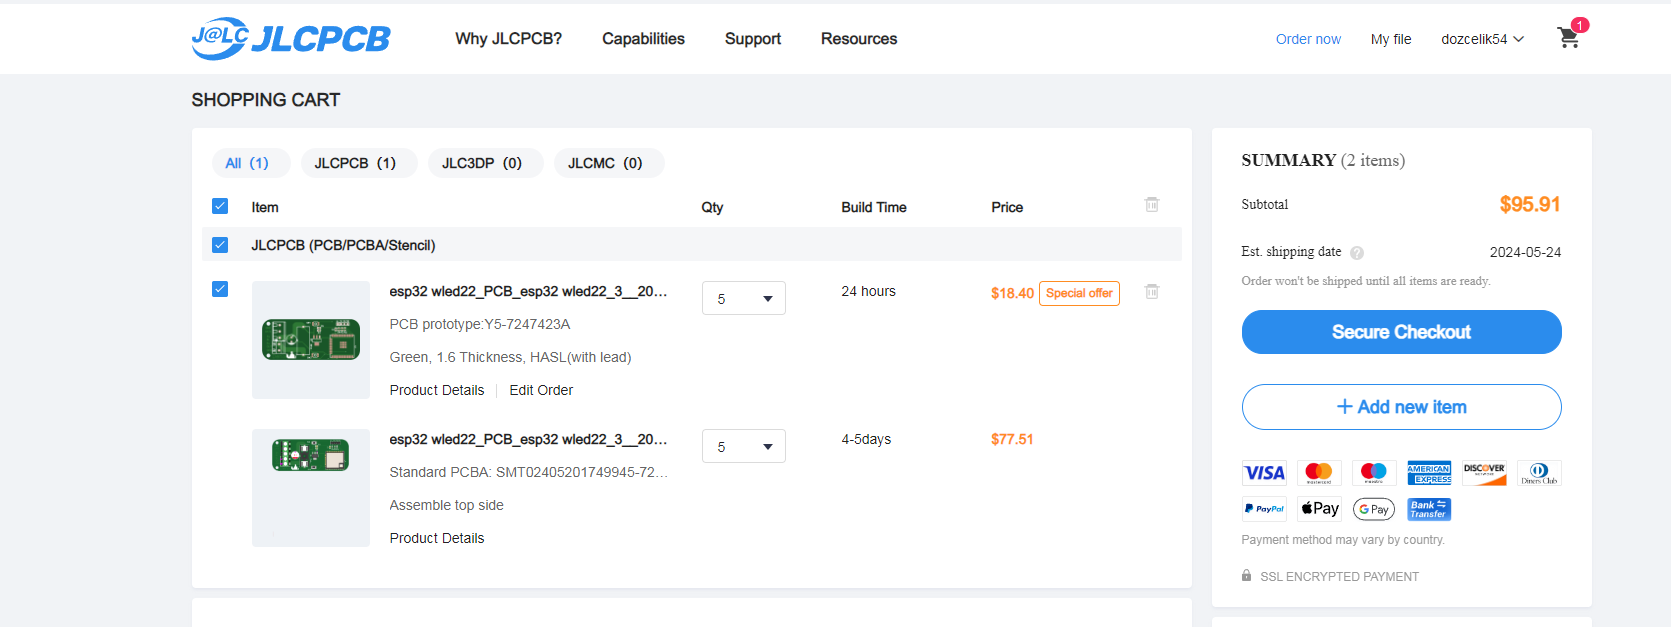 J@LC JLCPCB
Why JLCPCB?
Capabilities
Support
Resources
Order now
My file
dozcelik54
1
SHOPPING CART
All (1)
JLCPCB (1)
JLC3DP (0)
JLCMC (0)
Item
Qty
Build Time
Price
JLCPCB (PCB/PCBA/Stencil)
esp32 wled22_PCB_esp32 wled22_3__20...
5
24 hours
$18.40
Special offer
PCB prototype:Y5-7247423A
Green, 1.6 Thickness, HASL(with lead)
Product Details
Edit Order
esp32 wled22_PCB_esp32 wled22_3__20...
5
4-5days
$77.51
Standard PCBA: SMT02405201749945-72...
Assemble top side
Product Details
SUMMARY (2 items)
Subtotal
$95.91
Est. shipping date ?
2024-05-24
Order won't be shipped until all items are ready.
Secure Checkout
+ Add new item
VISA
mastercard
maestro
AMERICAN EXPRESS
DISCOVER
Diners Club
PayPal
Pay
G Pay
Bank Transfer
Payment method may vary by country.
SSL ENCRYPTED PAYMENT